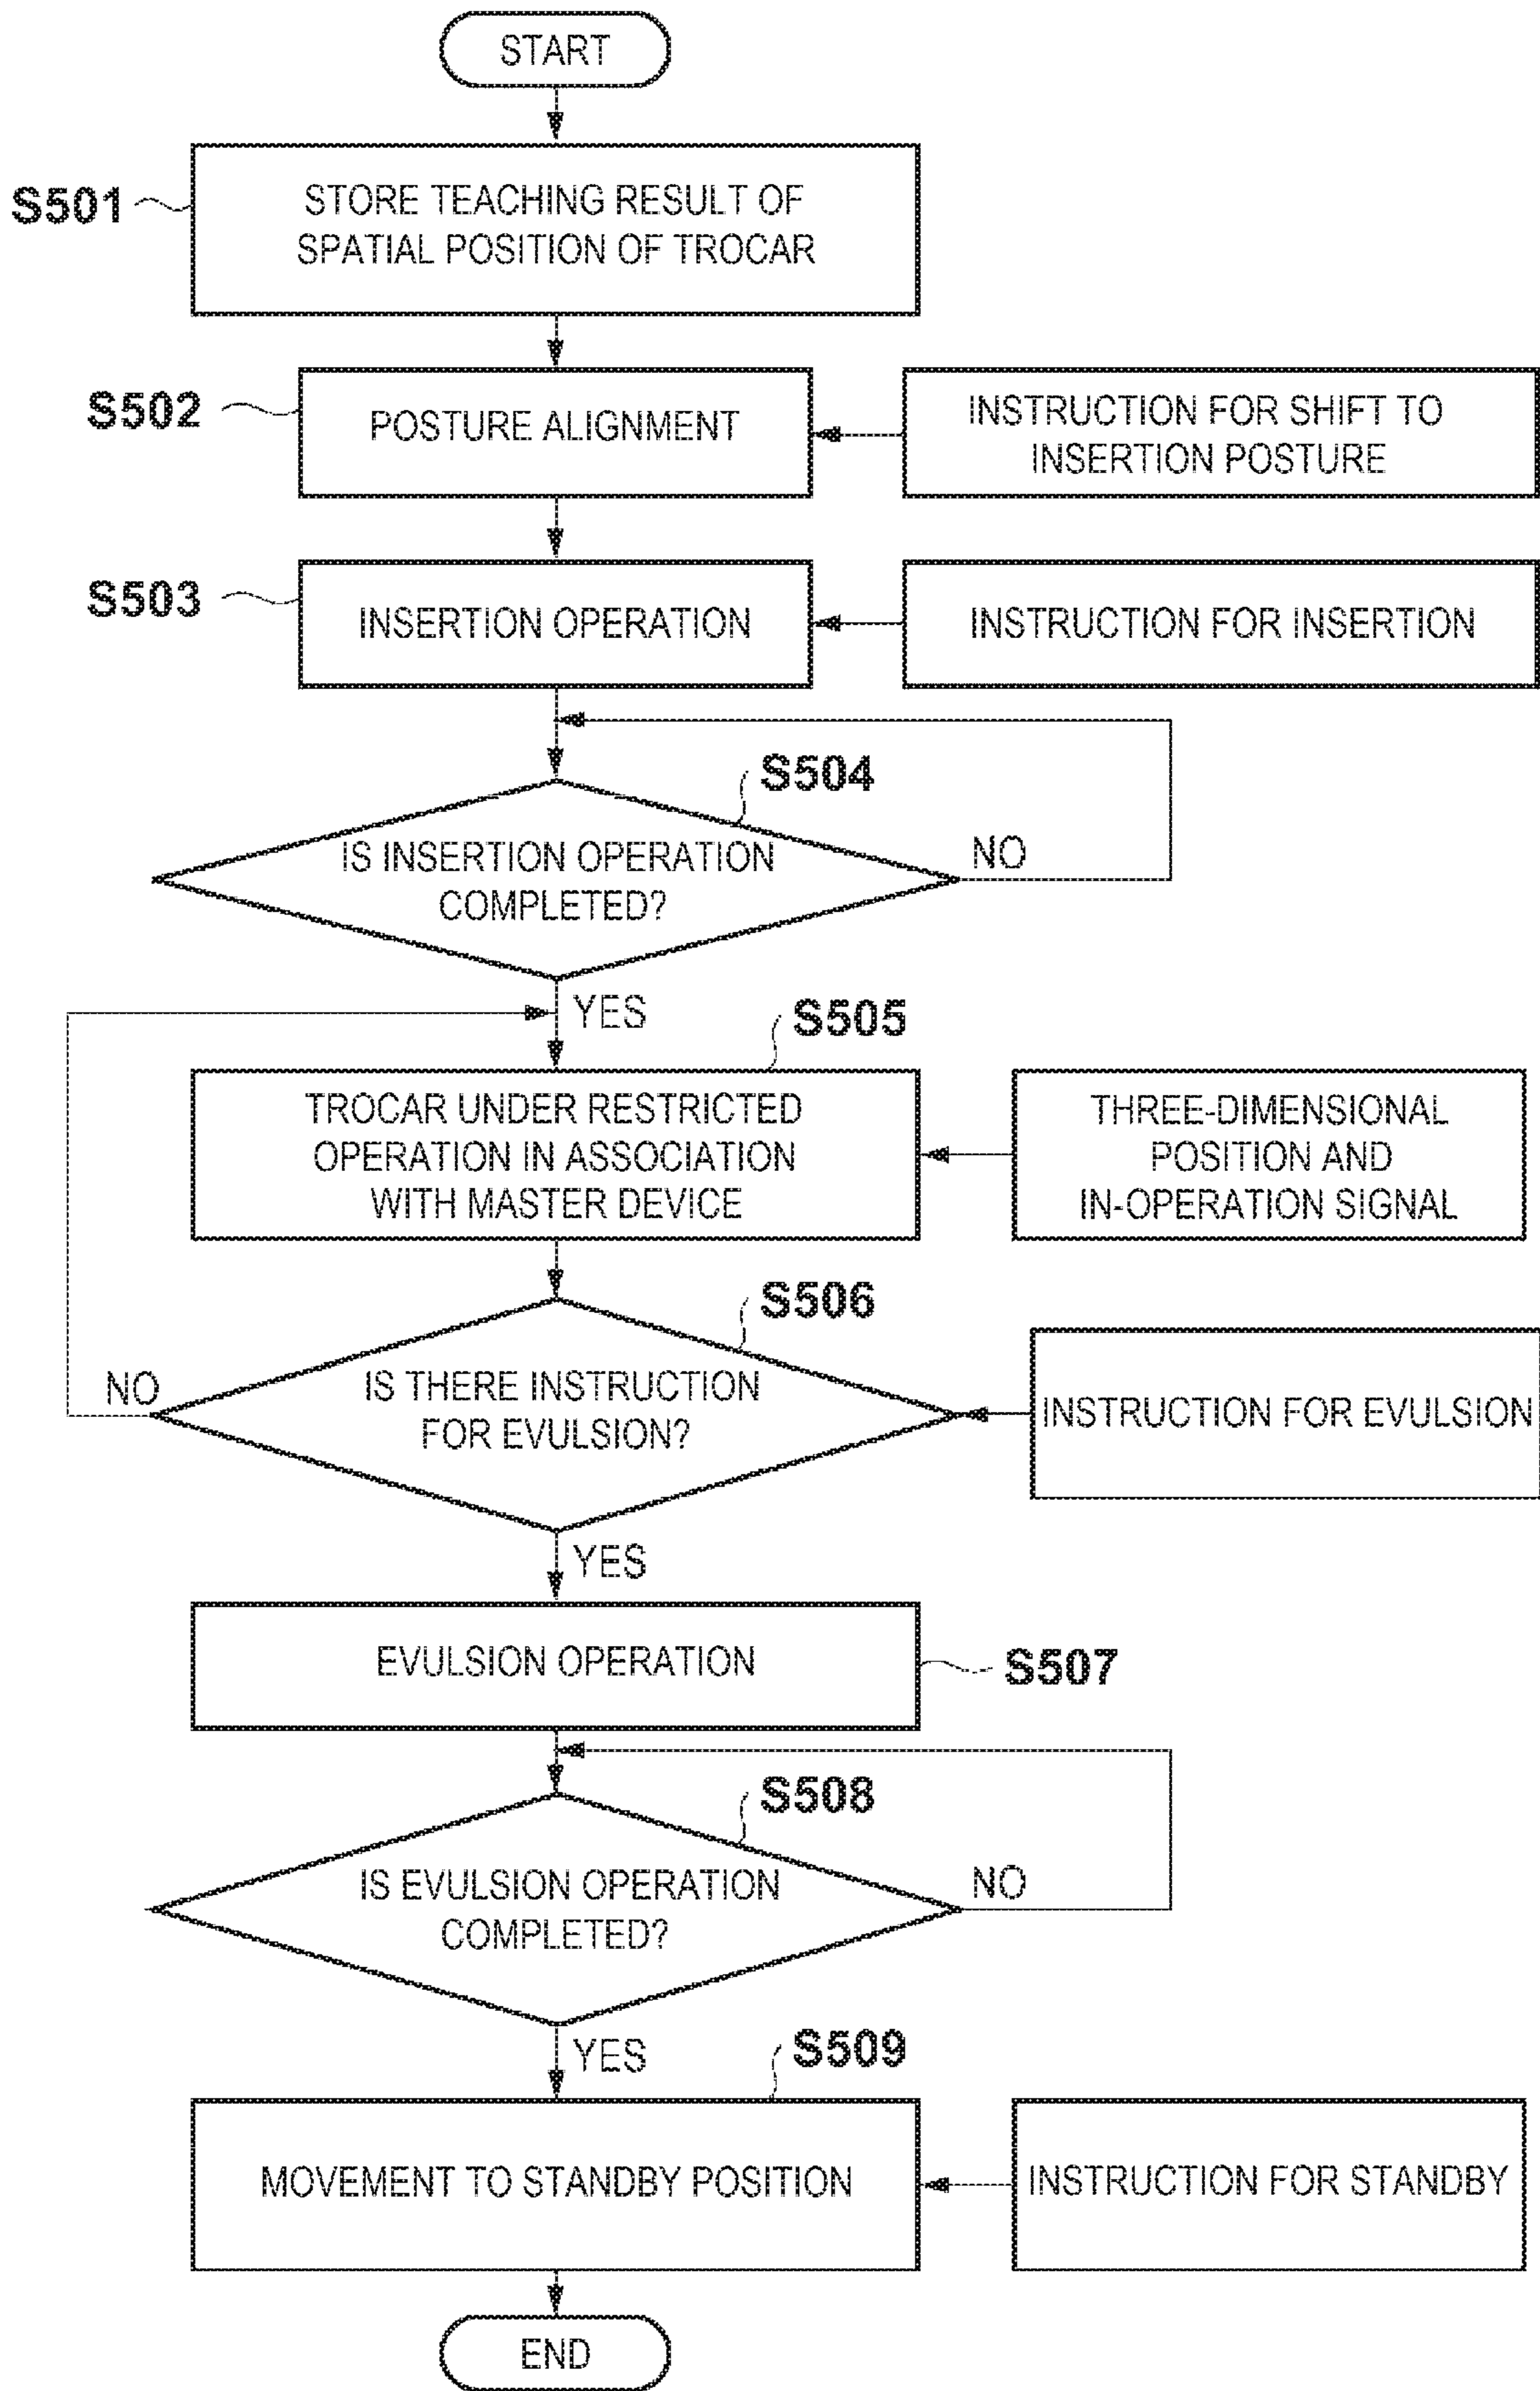 START
S501
STORE TEACHING RESULT OF
SPATIAL POSITION OF TROCAR
S502
POSTURE ALIGNMENT
INSTRUCTION FOR SHIFT TO
INSERTION POSTURE
S503
INSERTION OPERATION
INSTRUCTION FOR INSERTION
S504
IS INSERTION OPERATION
COMPLETED?
NO
YES
S505
TROCAR UNDER RESTRICTED
OPERATION IN ASSOCIATION
WITH MASTER DEVICE
THREE-DIMENSIONAL
POSITION AND
IN-OPERATION SIGNAL
S506
IS THERE INSTRUCTION
FOR EVULSION?
NO
INSTRUCTION FOR EVULSION
YES
EVULSION OPERATION
S507
S508
IS EVULSION OPERATION
COMPLETED?
NO
YES
S509
MOVEMENT TO STANDBY POSITION
INSTRUCTION FOR STANDBY
END